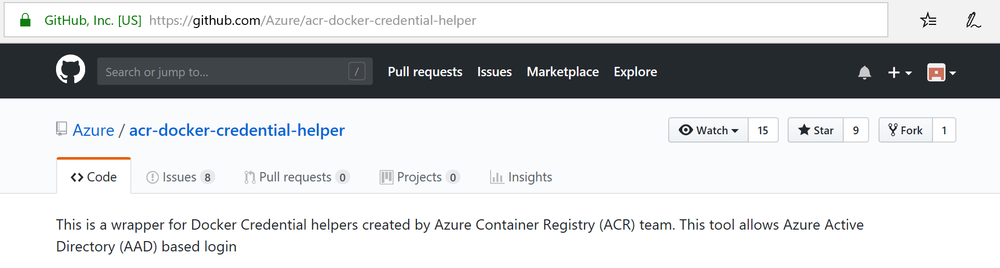 GitHub, Inc. [US] https://github.com/Azure/acr-docker-credential-helper
Search or jump to... / Pull requests Issues Marketplace Explore
Azure / acr-docker-credential-helper Watch 15 Star 9 Fork 1
Code Issues 8 Pull requests 0 Projects 0 Insights
This is a wrapper for Docker Credential helpers created by Azure Container Registry (ACR) team. This tool allows Azure Active
Directory (AAD) based login